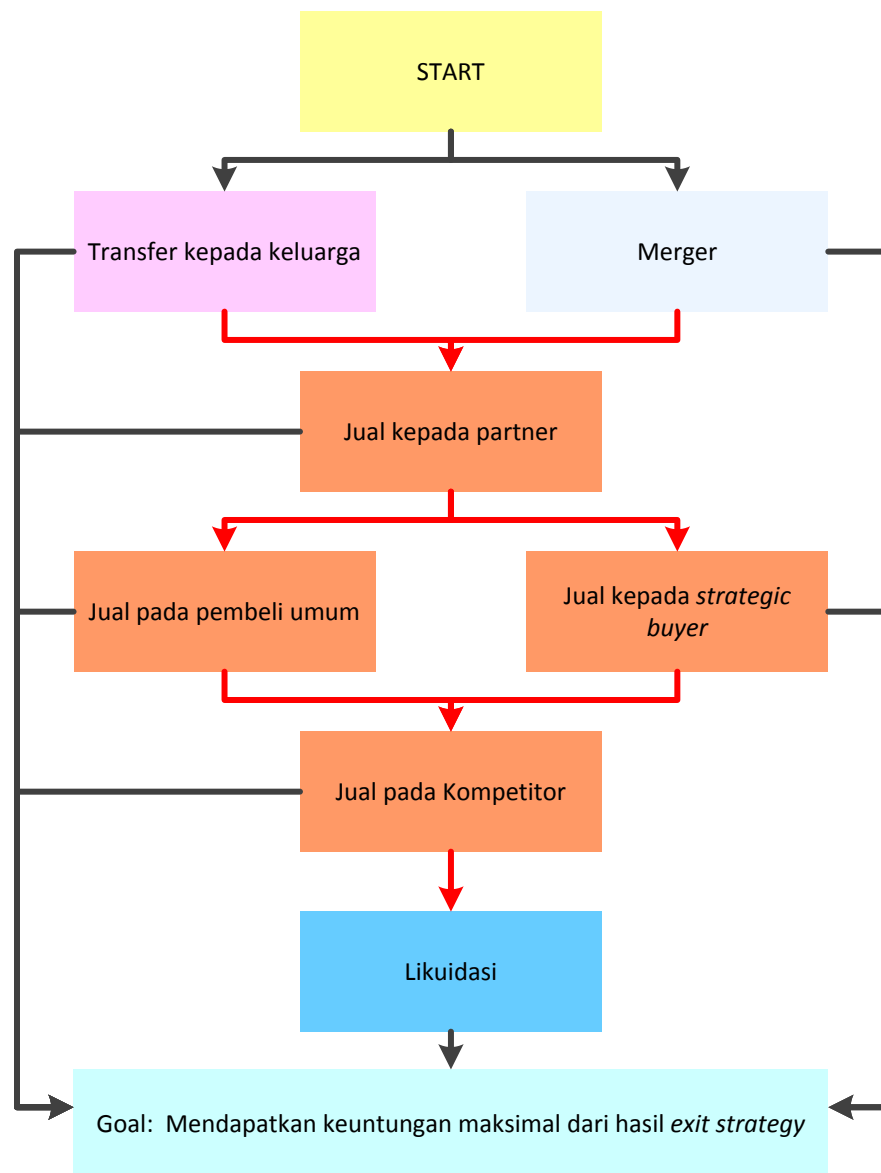 START
Transfer kepada keluarga
Merger
Jual kepada partner
Jual pada pembeli umum
Jual kepada strategic
buyer
Jual pada Kompetitor
Likuidasi
Goal:  Mendapatkan keuntungan maksimal dari hasil exit strategy